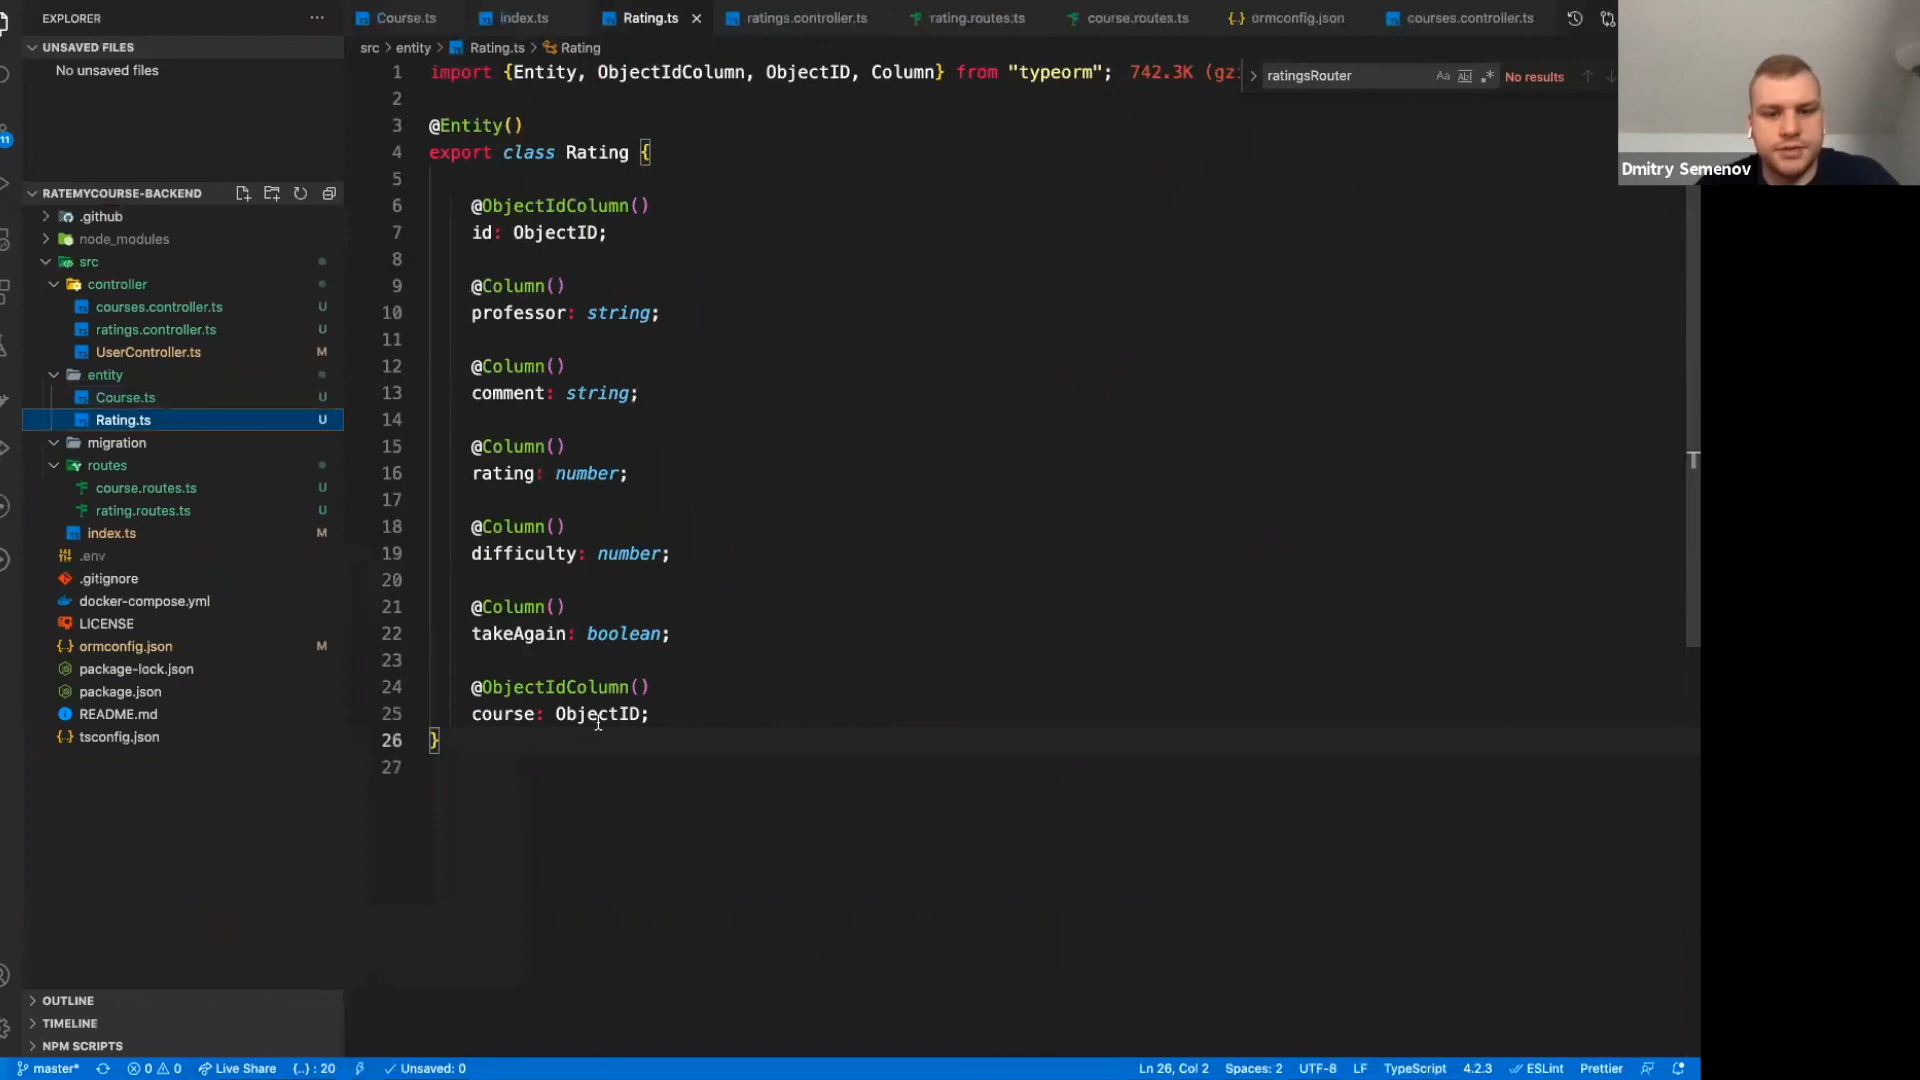 EXPLORER
UNSAVED FILES
No unsaved files
11
RATEMYCOURSE-BACKEND
.github
node_modules
src
controller
courses.controller.ts U
ratings.controller.ts U
UserController.ts M
entity
Course.ts U
Rating.ts U
migration
routes
course.routes.ts U
rating.routes.ts U
index.ts M
.env
.gitignore
docker-compose.yml
LICENSE
ormconfig.json M
package-lock.json
package.json
README.md
tsconfig.json
OUTLINE
TIMELINE
NPM SCRIPTS
Course.ts index.ts Rating.ts ratings.controller.ts rating.routes.ts course.routes.ts ormconfig.json courses.controller.ts
src > entity > Rating.ts > Rating
ratingsRouter Aa Abl No results
1 import {Entity, ObjectIdColumn, ObjectID, Column} from "typeorm"; 742.3K (gz
2
3 @Entity()
4 export class Rating {
5
6 @ObjectIdColumn()
7 id: ObjectID;
8
9 @Column()
10 professor: string;
11
12 @Column()
13 comment: string;
14
15 @Column()
16 rating: number;
17
18 @Column()
19 difficulty: number;
20
21 @Column()
22 takeAgain: boolean;
23
24 @ObjectIdColumn()
25 course: ObjectID;
26 }
27
Dmitry Semenov
master* 0 0 Live Share {..} : 20 Unsaved: 0 Ln 26, Col 2 Spaces: 2 UTF-8 LF TypeScript 4.2.3 ESLint Prettier